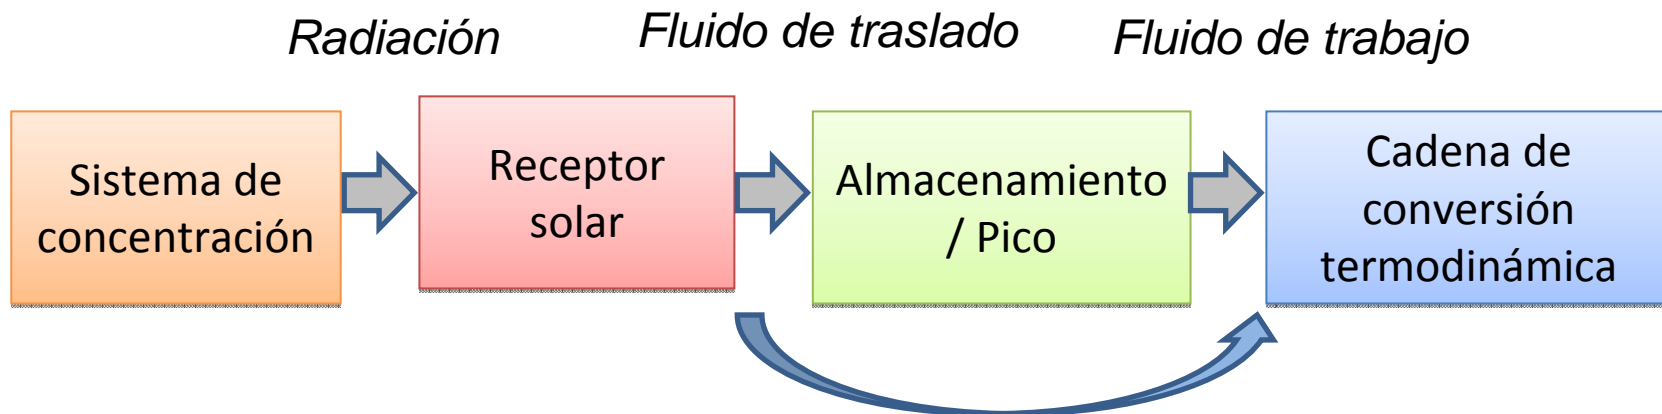 Radiación
Fluido de traslado
Fluido de trabajo
Sistema de
concentración
Receptor
solar
Almacenamiento
/ Pico
Cadena de
conversión
termodinámica